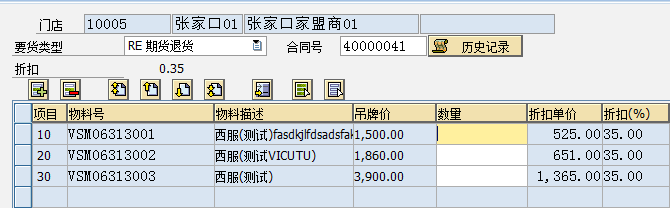 门店 10005 张家口01 张家口家盟商01
要货类型 RE 期货退货 合同号 40000041 历史记录
折扣 0.35
项目 物料号 物料描述 吊牌价 数量 折扣单价 折扣(%)
10 VSM06313001 西服(测试)fasdkjlfdsadsfak 1,500.00 525.00 35.00
20 VSM06313002 西服(测试VICUTU) 1,860.00 651.00 35.00
30 VSM06313003 西服(测试) 3,900.00 1,365.00 35.00